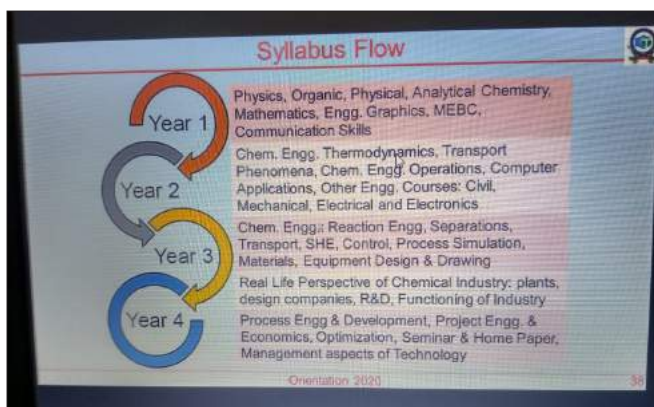 Syllabus Flow
Year 1
Physics, Organic, Physical, Analytical Chemistry,
Mathematics, Engg. Graphics, MEBC,
Communication Skills
Year 2
Chem. Engg. Thermodynamics, Transport
Phenomena, Chem. Engg. Operations, Computer
Applications, Other Engg. Courses: Civil,
Mechanical, Electrical and Electronics
Year 3
Chem. Engg.: Reaction Engg, Separations,
Transport, SHE, Control, Process Simulation,
Materials, Equipment Design & Drawing
Real Life Perspective of Chemical Industry: plants,
design companies, R&D, Functioning of Industry
Year 4
Process Engg & Development, Project Engg. &
Economics, Optimization, Seminar & Home Paper,
Management aspects of Technology
Orientation 2020
38